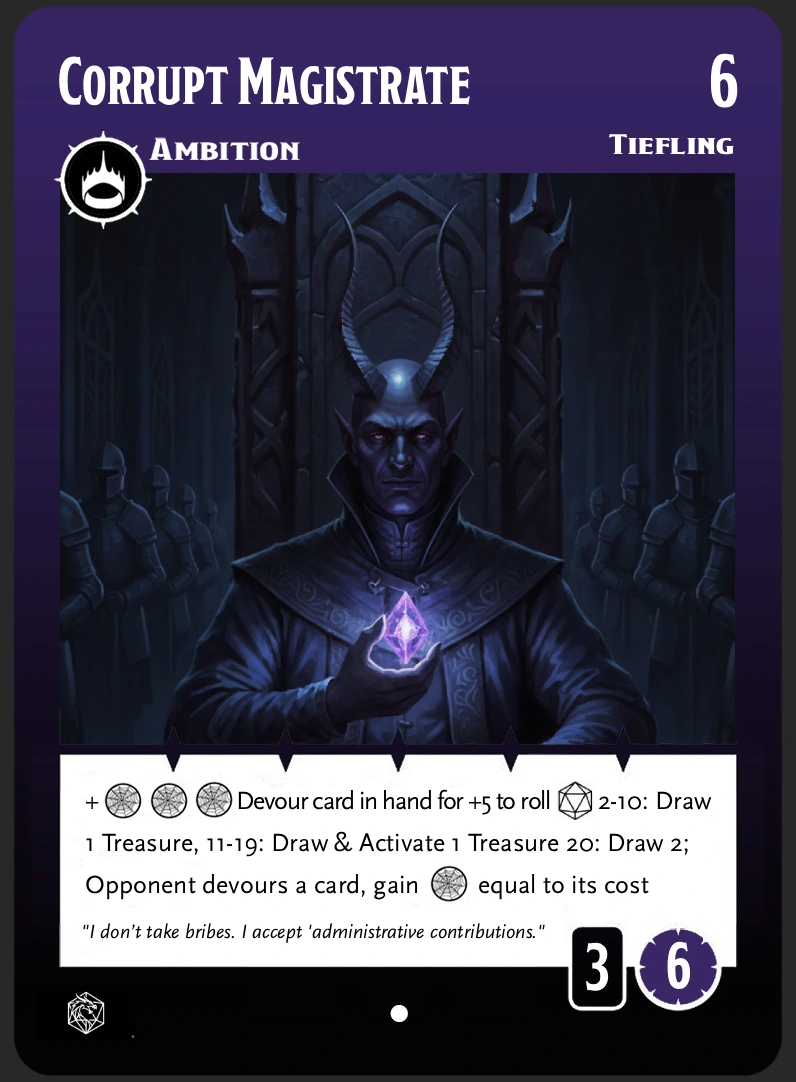 CORRUPT MAGISTRATE 6
AMBITION TIEFLING
+ Devour card in hand for +5 to roll 2-10: Draw
1 Treasure, 11-19: Draw & Activate 1 Treasure 20: Draw 2;
Opponent devours a card, gain equal to its cost
"I don't take bribes. I accept 'administrative contributions."
3 6